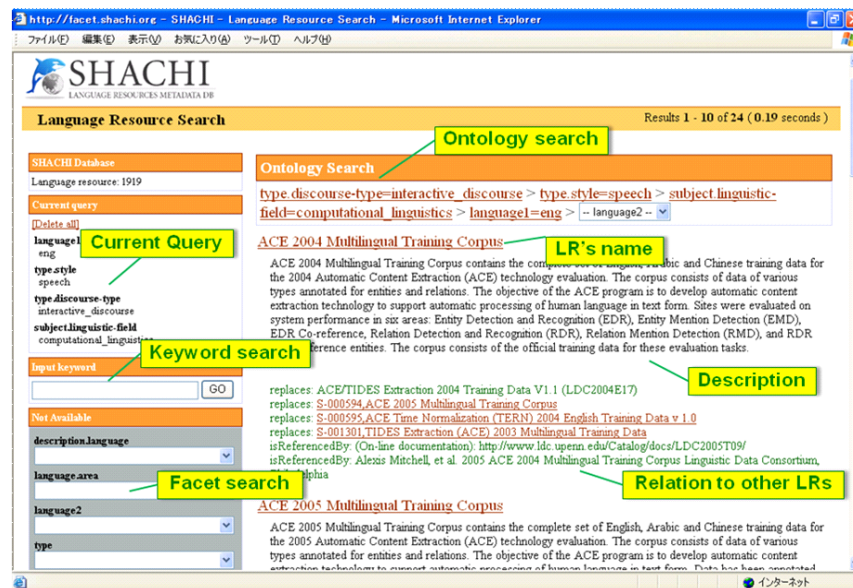 http://facet.shachi.org - SHACHI - Language Resource Search - Microsoft Internet Explorer
ファイル(F) 編集(E) 表示(V) お気に入り(A) ツール(T) ヘルプ(H)
SHACHI
LANGUAGE RESOURCES METADATA DB
Language Resource Search
Results 1 - 10 of 24 ( 0.19 seconds )
Ontology search
SHACHI Database
Language resource: 1919
Current query
[Delete all]
language1
eng
type.style
speech
type.discourse-type
interactive_discourse
subject.linguistic-field
computational_linguistics
Current Query
Keyword search
Input keyword
GO
Not Available
description.language
language.area
Facet search
language2
type
Ontology Search
type.discourse-type=interactive_discourse > type.style=speech > subject.linguistic-
field=computational_linguistics > language1=eng > -- language2 --
ACE 2004 Multilingual Training Corpus
LR's name
ACE 2004 Multilingual Training Corpus contains the complete set of English, Arabic and Chinese training data for
the 2004 Automatic Content Extraction (ACE) technology evaluation. The corpus consists of data of various
types annotated for entities and relations. The objective of the ACE program is to develop automatic content
extraction technology to support automatic processing of human language in text form. Sites were evaluated on
system performance in six areas: Entity Detection and Recognition (EDR), Entity Mention Detection (EMD),
EDR Co-reference, Relation Detection and Recognition (RDR), Relation Mention Detection (RMD), and RDR
given reference entities. The corpus consists of the official training data for these evaluation tasks.
Description
replaces: ACE/TIDES Extraction 2004 Training Data V1.1 (LDC2004E17)
replaces: S-000594,ACE 2005 Multilingual Training Corpus
replaces: S-000595,ACE Time Normalization (TERN) 2004 English Training Data v 1.0
replaces: S-001301,TIDES Extraction (ACE) 2003 Multilingual Training Data
isReferencedBy: (On-line documentation): http://www.ldc.upenn.edu/Catalog/docs/LDC2005T09/
isReferencedBy: Alexis Mitchell, et al. 2005 ACE 2004 Multilingual Training Corpus Linguistic Data Consortium,
Philadelphia
Relation to other LRs
ACE 2005 Multilingual Training Corpus
ACE 2005 Multilingual Training Corpus contains the complete set of English, Arabic and Chinese training data for
the 2005 Automatic Content Extraction (ACE) technology evaluation. The corpus consists of data of various
types annotated for entities and relations. The objective of the ACE program is to develop automatic content
extraction technology to support automatic processing of human language in text form. Data has been annotated
インターネット